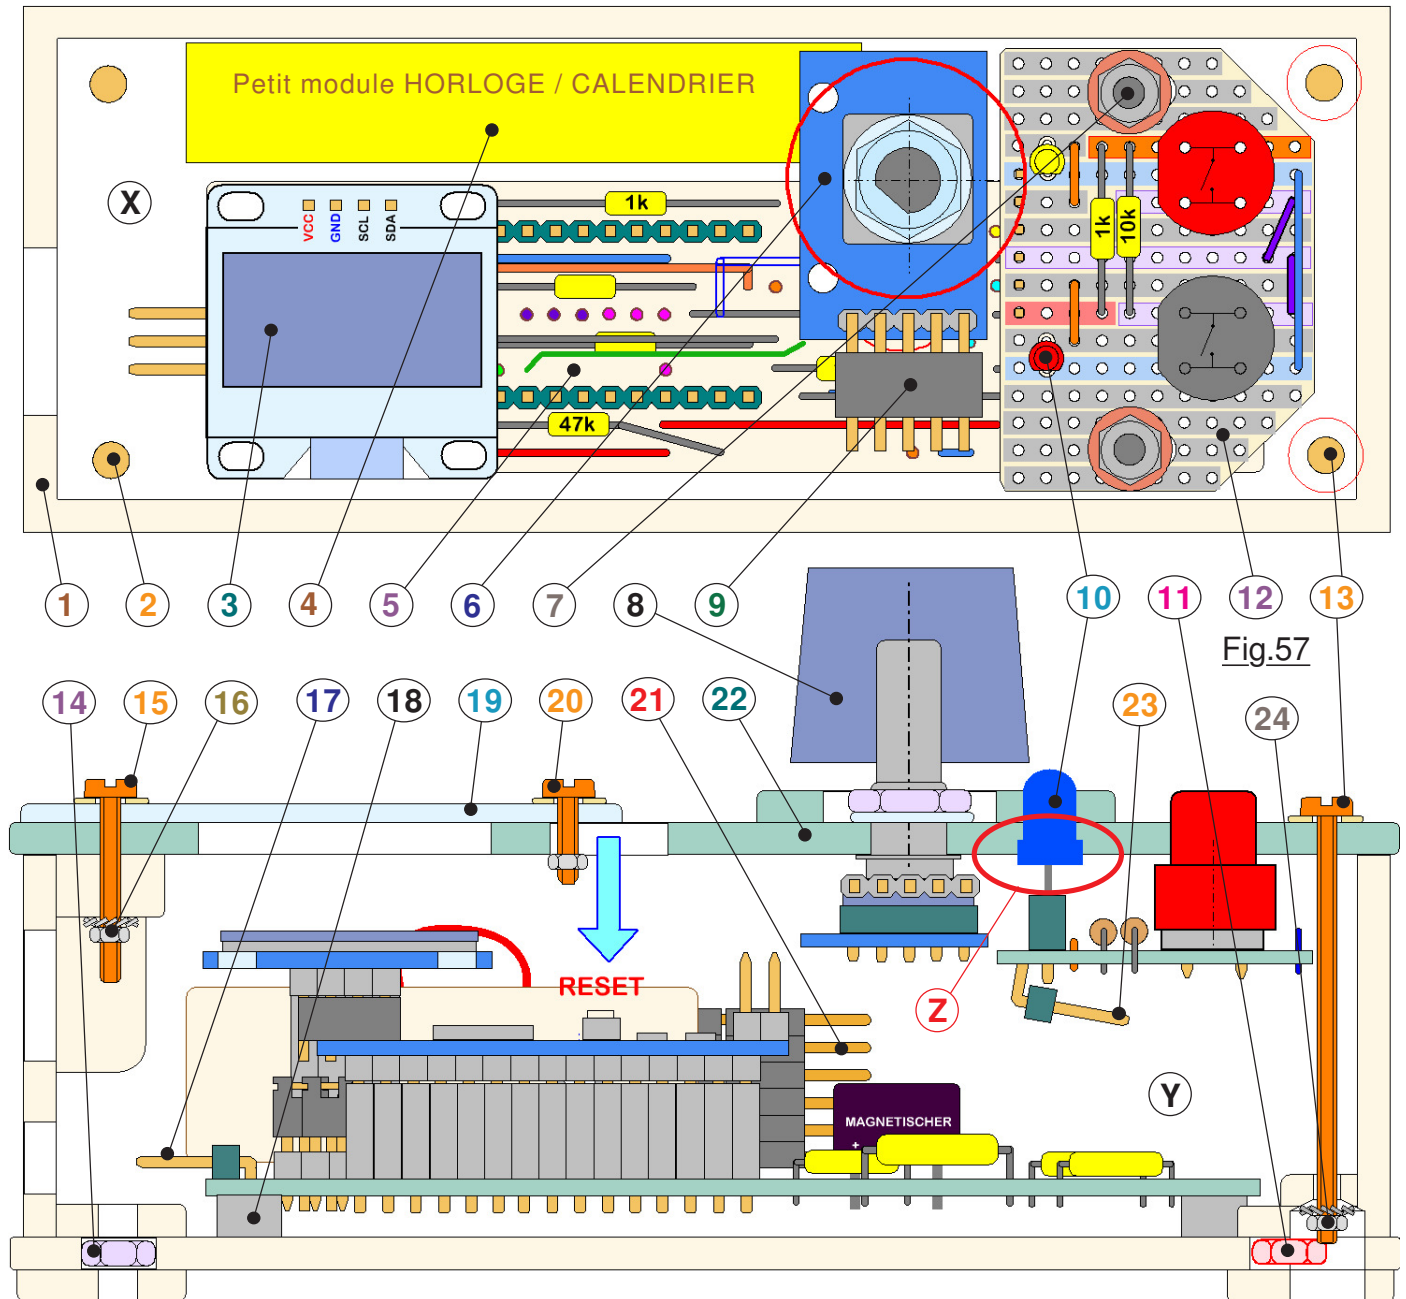 Petit module HORLOGE / CALENDRIER
X
VCC
GND
SCL
SDA
1k
47k
1k
10k
1 2 3 4 5 6 7 8 9 10 11 12 13
Fig.57
14 15 16 17 18 19 20 21 22 23 24
RESET
Z
Y
MAGNETISCHER
+